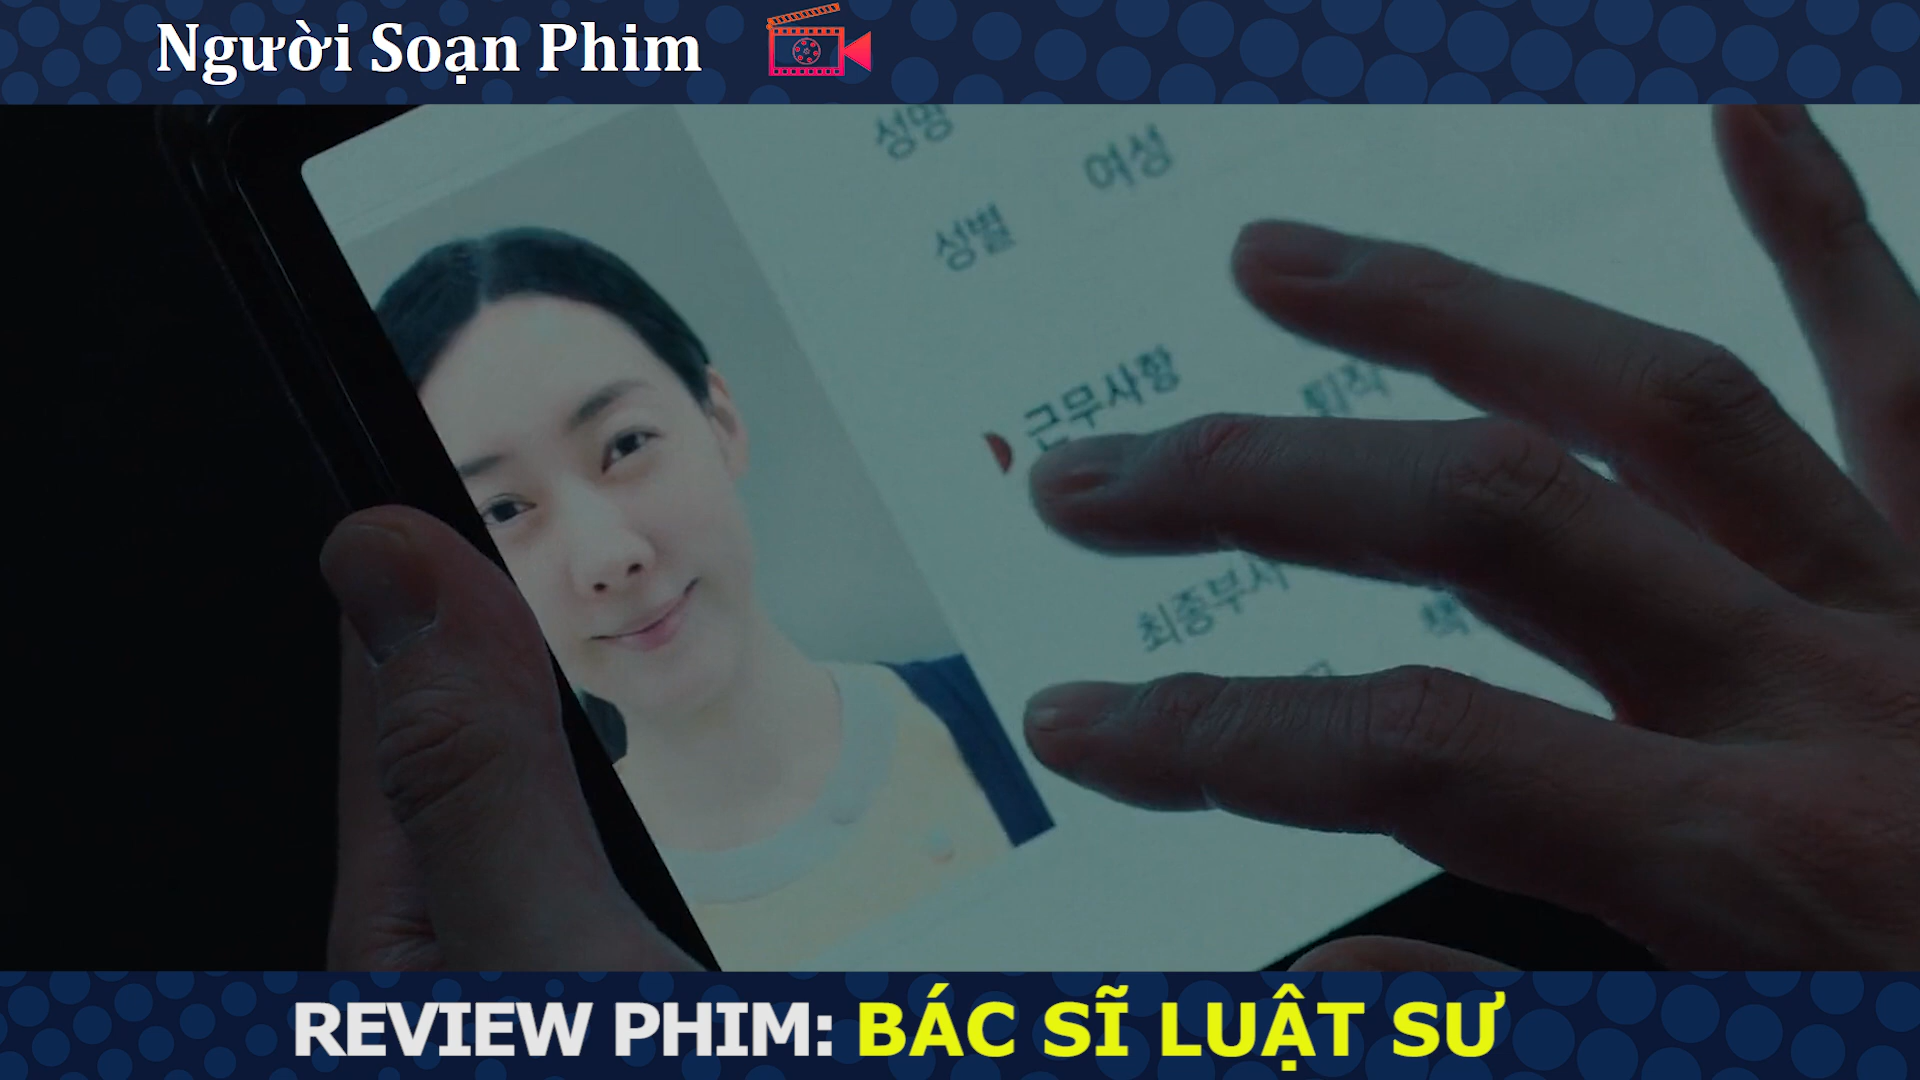 Người Soạn Phim
성명
여성
성별
근무사항
퇴직
최종부서
REVIEW PHIM: BÁC SĨ LUẬT SƯ